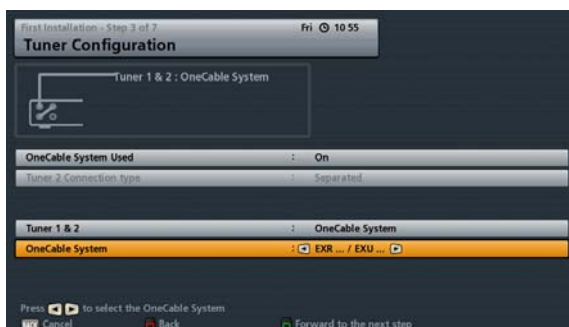 First Installation - Step 3 of 7 Fri 10 55
Tuner Configuration
Tuner 1 & 2 : OneCable System
OneCable System Used : On
Tuner 2 Connection type : Separated
Tuner 1 & 2 : OneCable System
OneCable System : EXR ... / EXU ...
Press to select the OneCable System
Cancel Back Forward to the next step